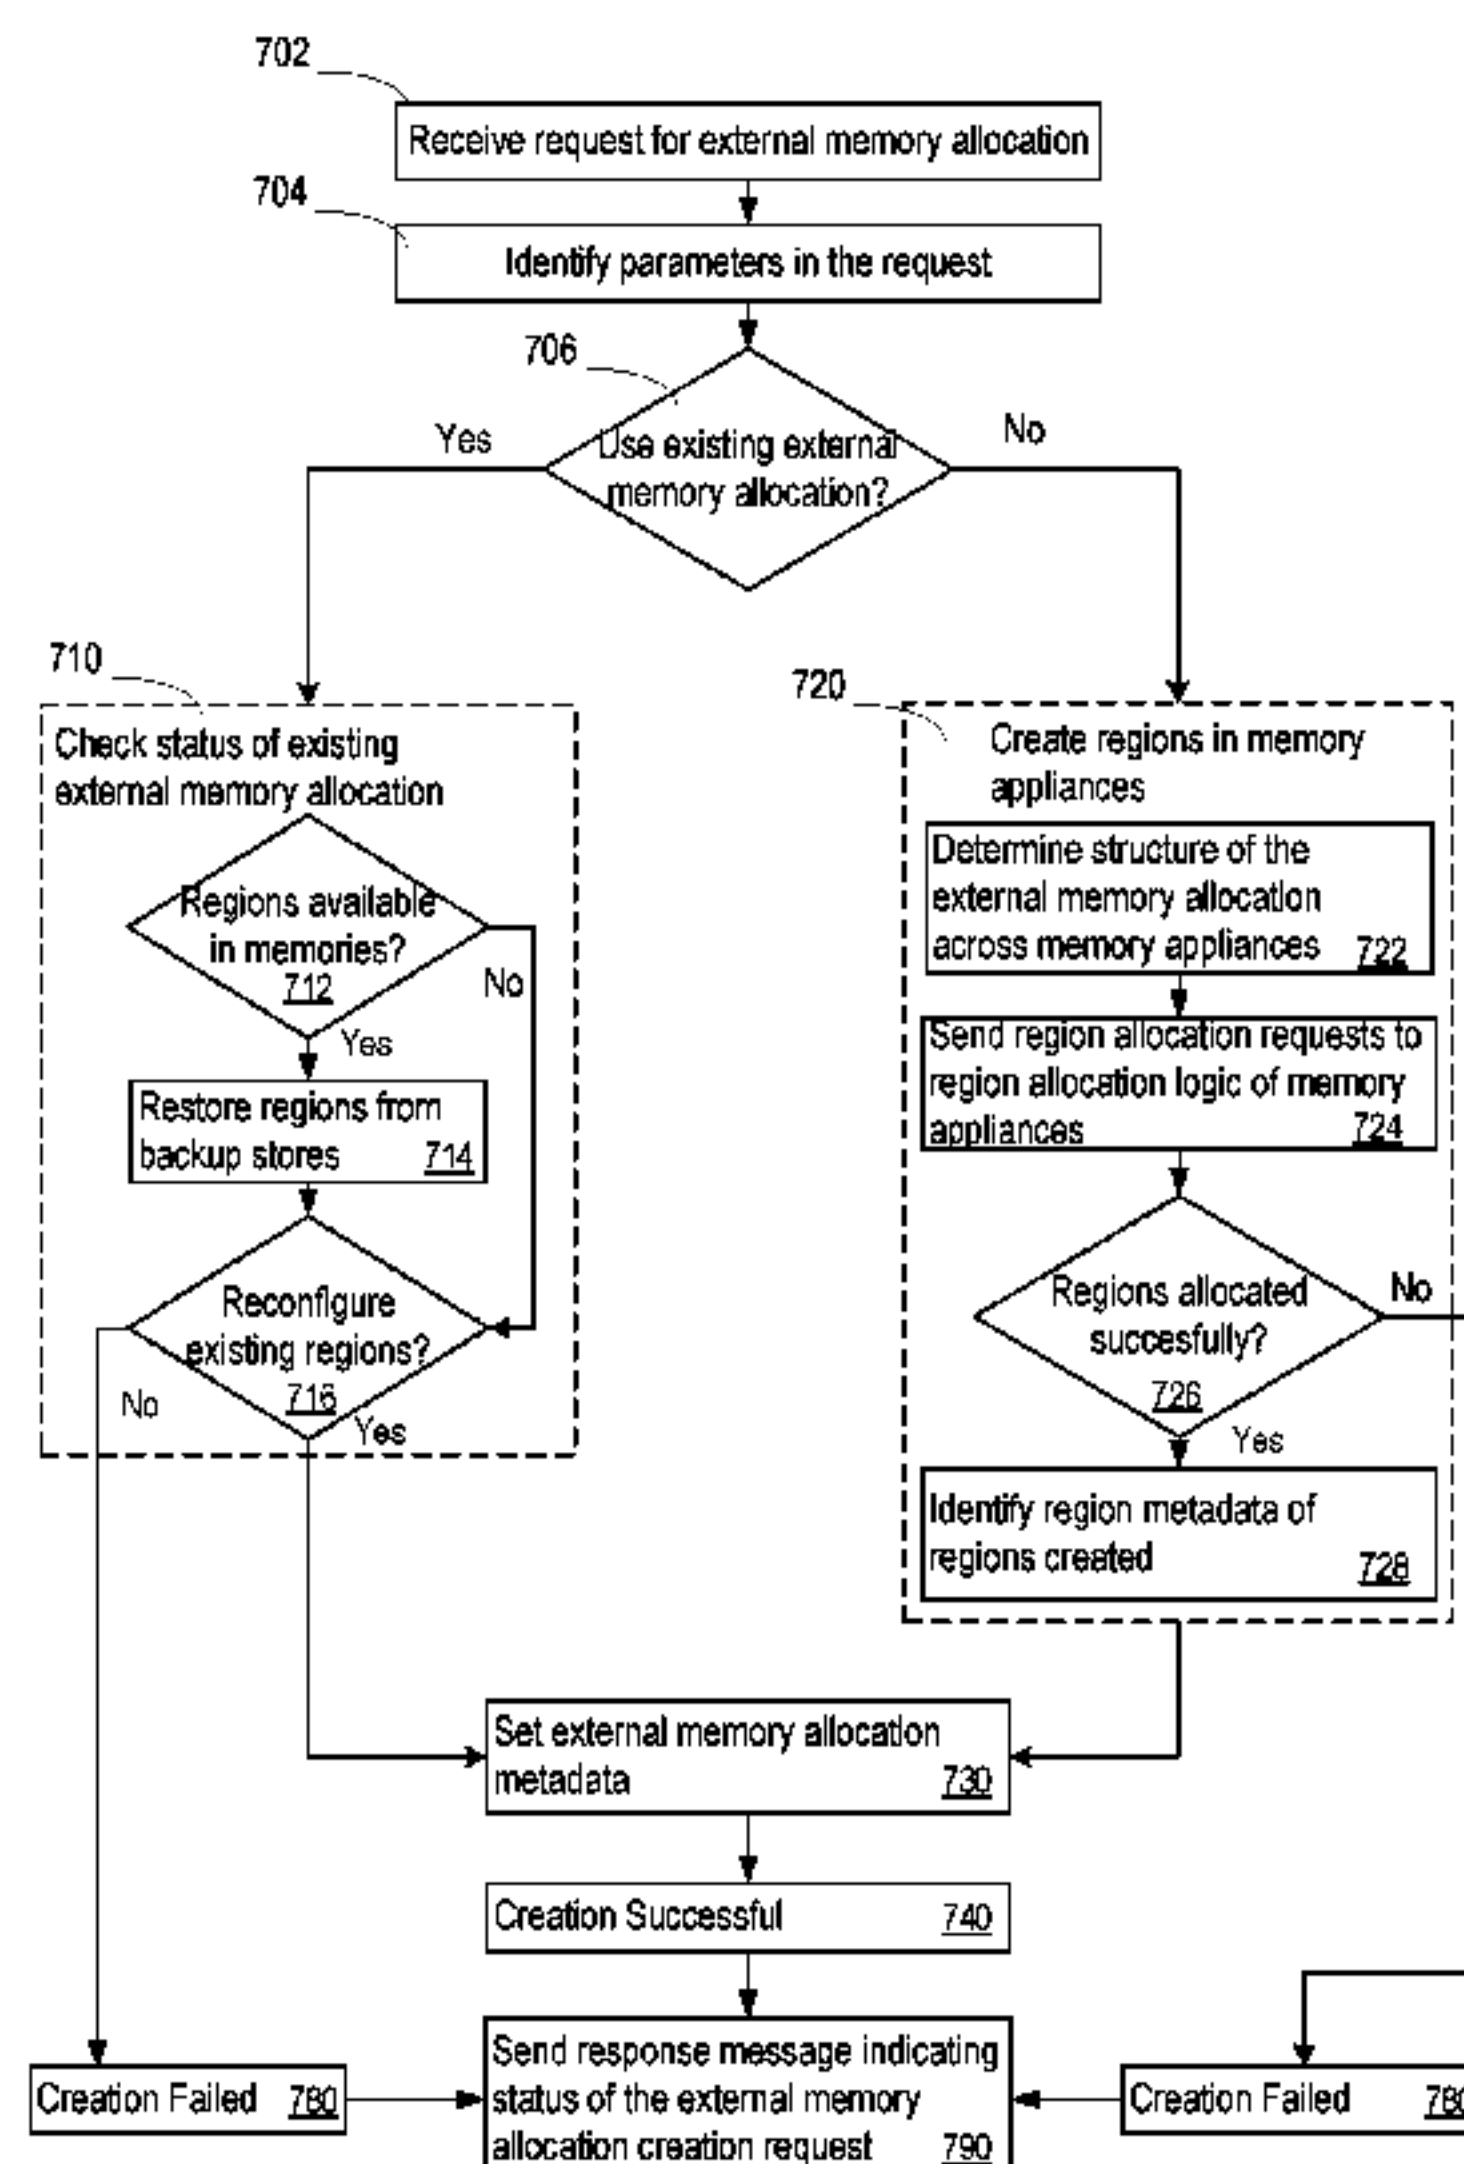 702
Receive request for external memory allocation
704
Identify parameters in the request
706
Use existing external
memory allocation?
Yes
No
710
Check status of existing
external memory allocation
Regions available
in memories?
712
No
Yes
Restore regions from
backup stores 714
Reconfigure
existing regions?
716
No
Yes
720
Create regions in memory
appliances
Determine structure of the
external memory allocation
across memory appliances 722
Send region allocation requests to
region allocation logic of memory
appliances 724
Regions allocated
succesfully?
726
No
Yes
Identify region metadata of
regions created 728
Set external memory allocation
metadata 730
Creation Successful 740
Creation Failed 780
Send response message indicating
status of the external memory
allocation creation request 790
Creation Failed 780